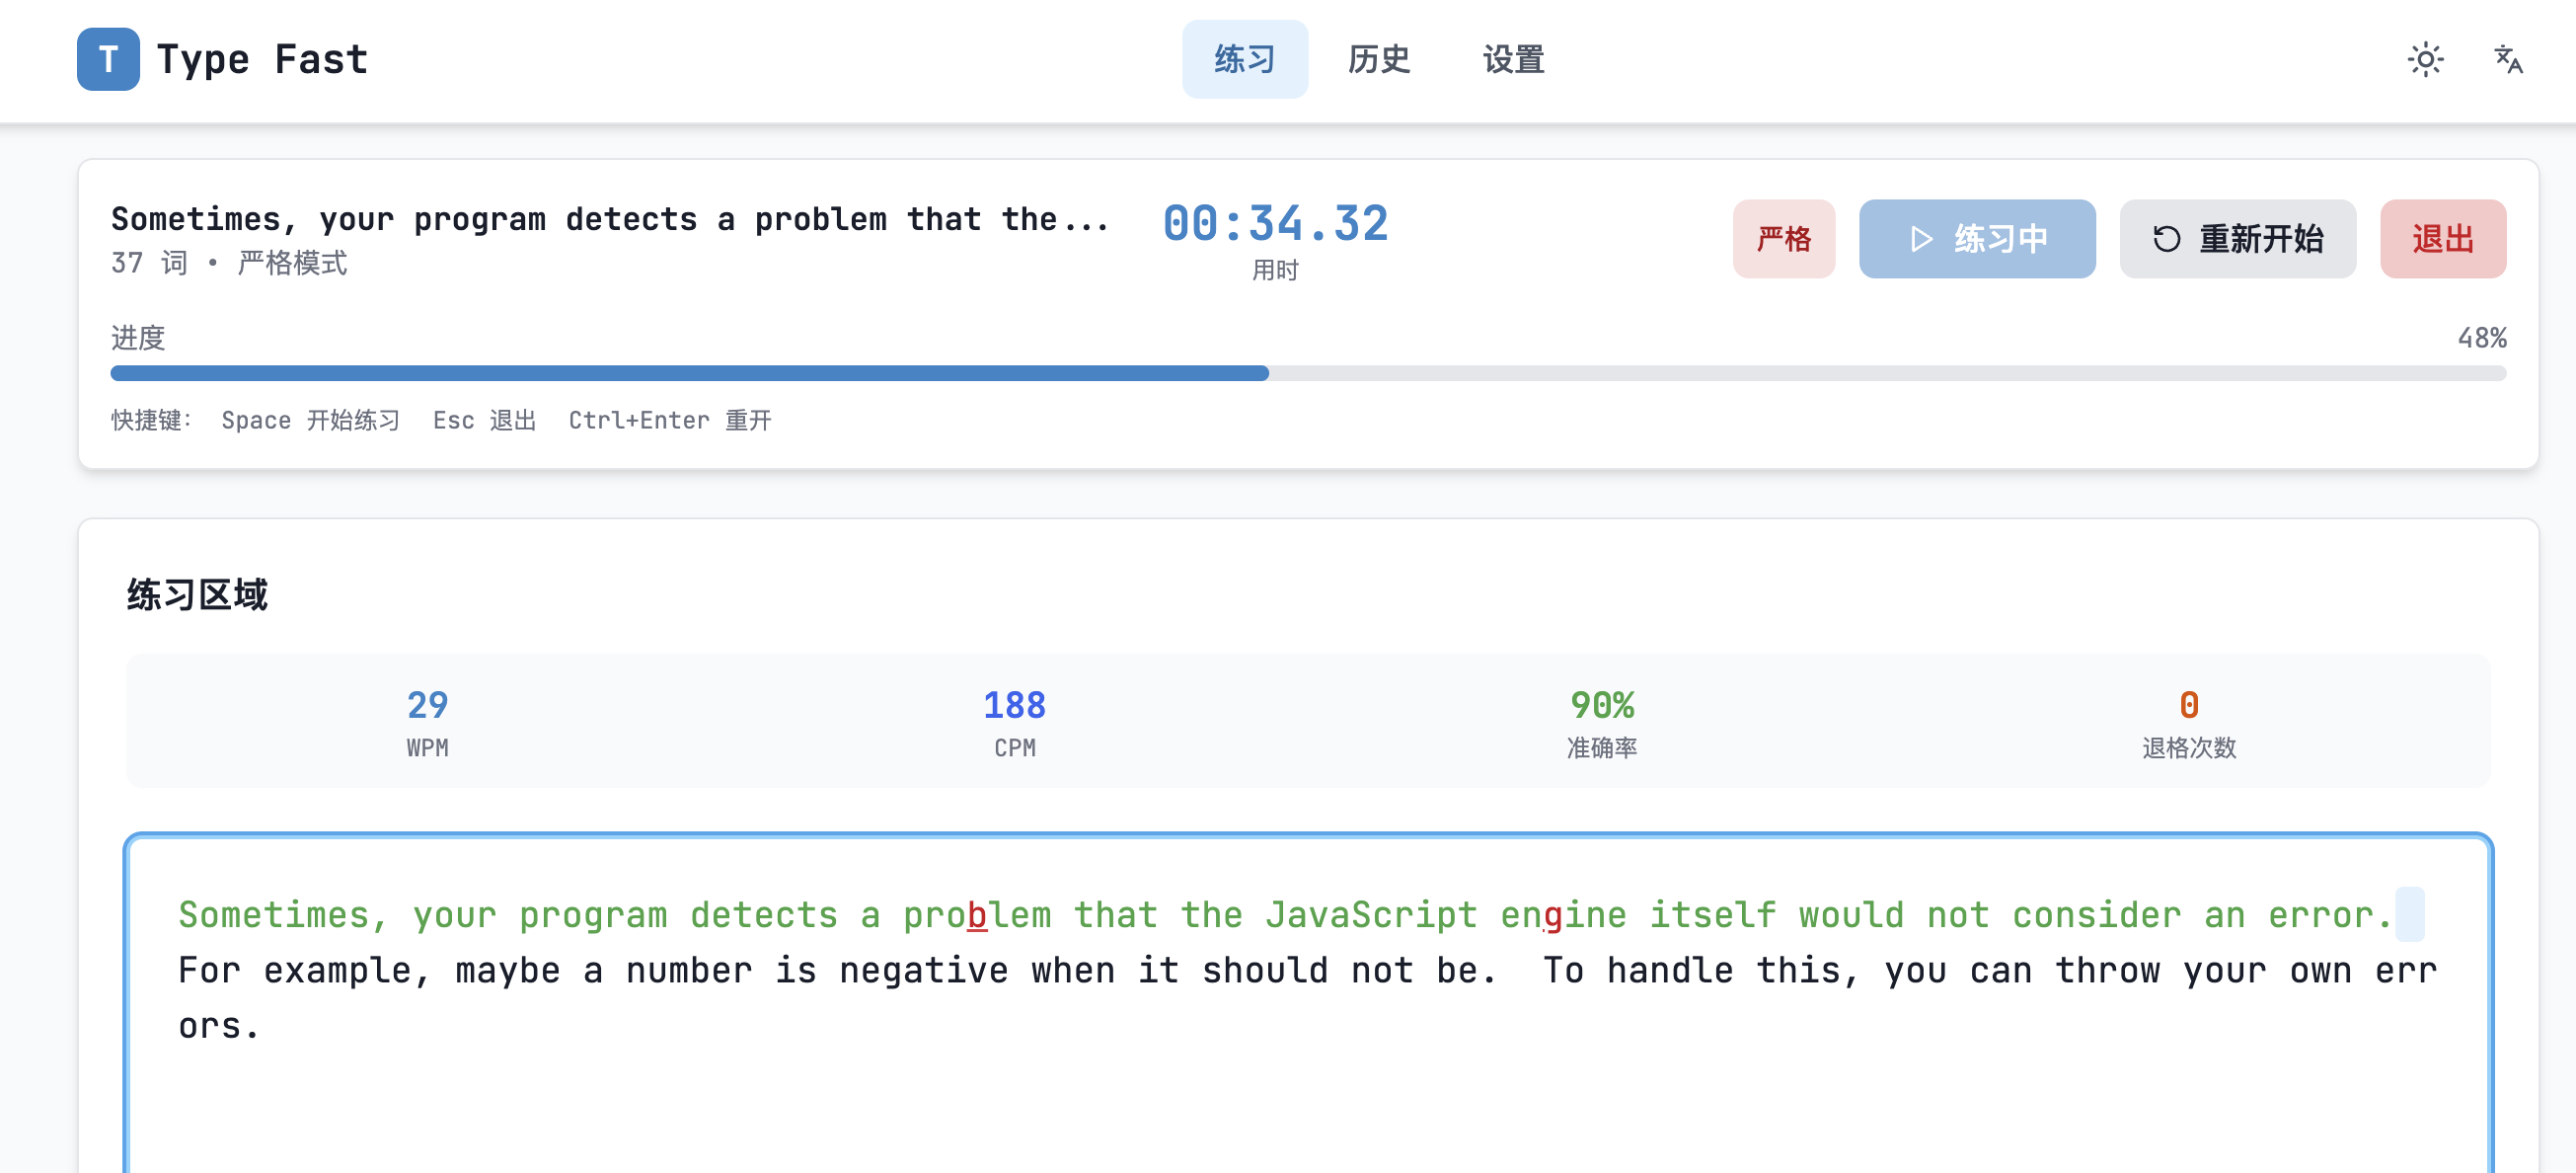 T Type Fast 练习 历史 设置
Sometimes, your program detects a problem that the...
37 词 • 严格模式
00:34.32
用时
严格 练习中 重新开始 退出
进度 48%
快捷键: Space 开始练习 Esc 退出 Ctrl+Enter 重开
练习区域
29 188 90% 0
WPM CPM 准确率 退格次数
Sometimes, your program detects a problem that the JavaScript engine itself would not consider an error.
For example, maybe a number is negative when it should not be.  To handle this, you can throw your own err
ors.